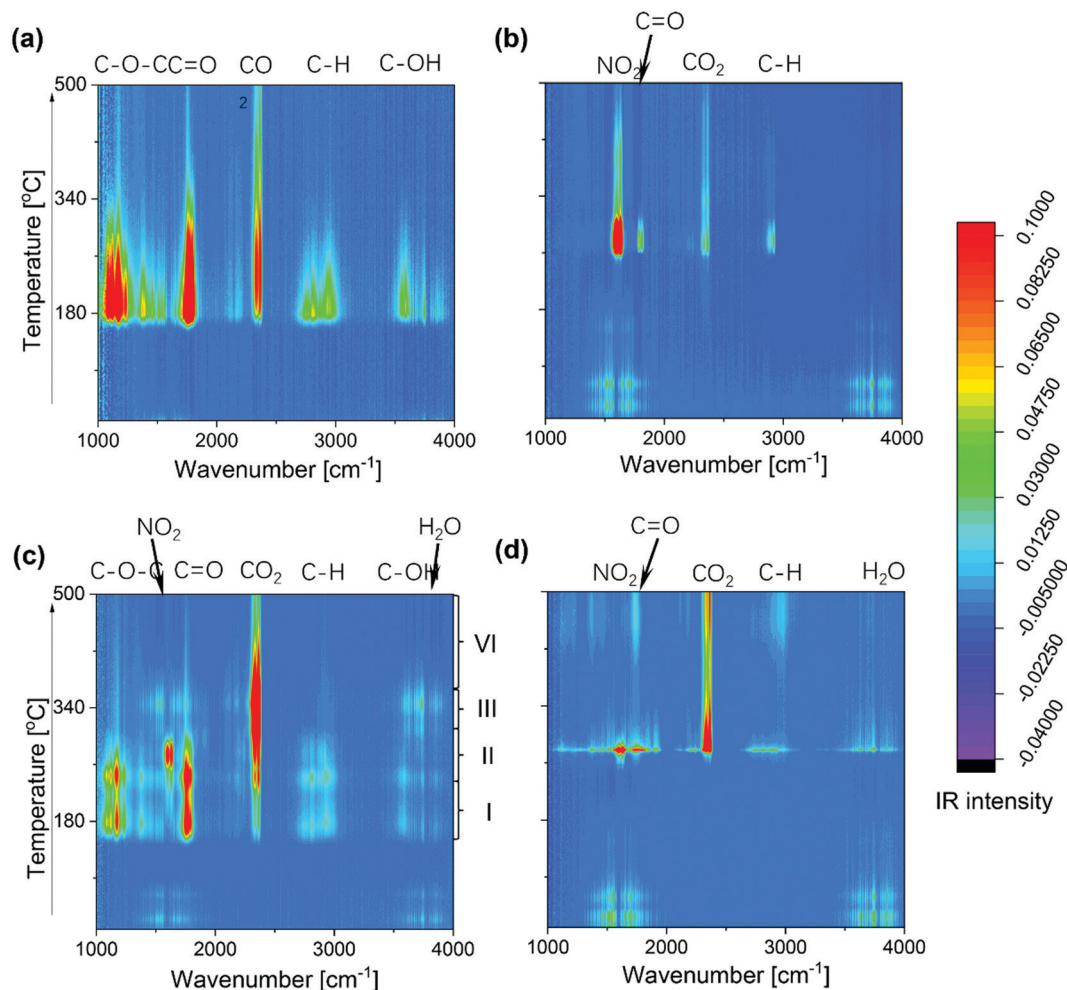 (a)
C-O-C C=O CO C-H C-OH
2
500
340
180
Temperature [ºC]
1000 2000 3000 4000
Wavenumber [cm-1]
(b)
C=O
NO2 CO2 C-H
1000 2000 3000 4000
Wavenumber [cm-1]
(c)
NO2 H2O
C-O-C C=O CO2 C-H C-OH
500
340
180
Temperature [ºC]
VI
III
II
I
1000 2000 3000 4000
Wavenumber [cm-1]
(d)
C=O
NO2 CO2 C-H H2O
1000 2000 3000 4000
Wavenumber [cm-1]
0.1000
0.08250
0.06500
0.04750
0.03000
0.01250
-0.005000
-0.02250
-0.04000
IR intensity